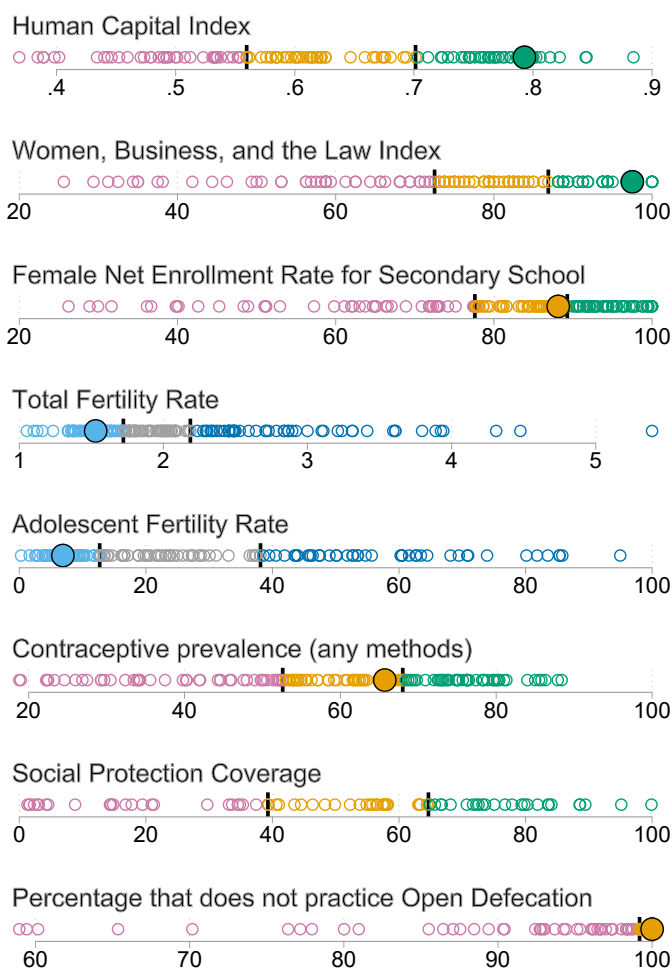 Human Capital Index
.4 .5 .6 .7 .8 .9
Women, Business, and the Law Index
20 40 60 80 100
Female Net Enrollment Rate for Secondary School
20 40 60 80 100
Total Fertility Rate
1 2 3 4 5
Adolescent Fertility Rate
0 20 40 60 80 100
Contraceptive prevalence (any methods)
20 40 60 80 100
Social Protection Coverage
0 20 40 60 80 100
Percentage that does not practice Open Defecation
60 70 80 90 100